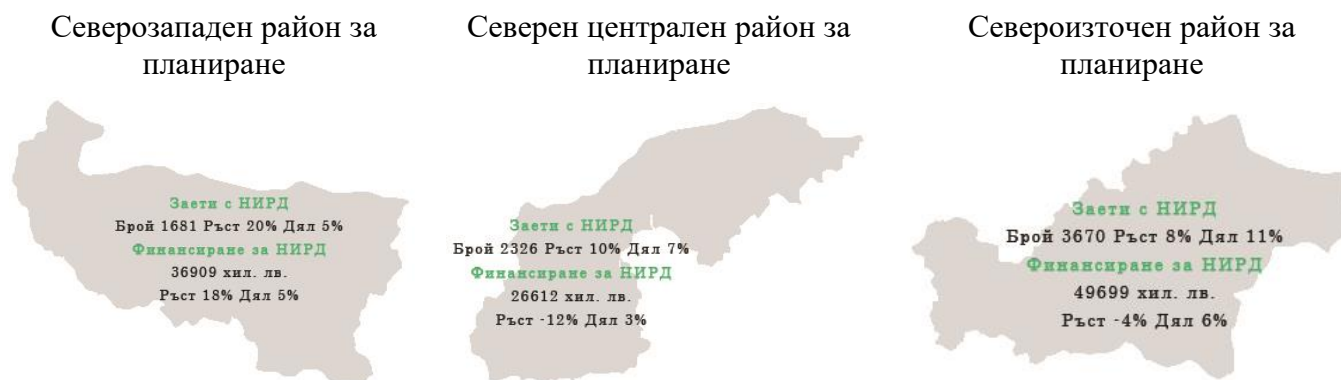 Северозападен район за
планиране
Заети с НИРД
Брой 1681 Ръст 20% Дял 5%
Финансиране за НИРД
36909 хил. лв.
Ръст 18% Дял 5%
Северен централен район за
планиране
Заети с НИРД
Брой 2326 Ръст 10% Дял 7%
Финансиране за НИРД
26612 хил. лв.
Ръст -12% Дял 3%
Североизточен район за
планиране
Заети с НИРД
Брой 3670 Ръст 8% Дял 11%
Финансиране за НИРД
49699 хил. лв.
Ръст -4% Дял 6%